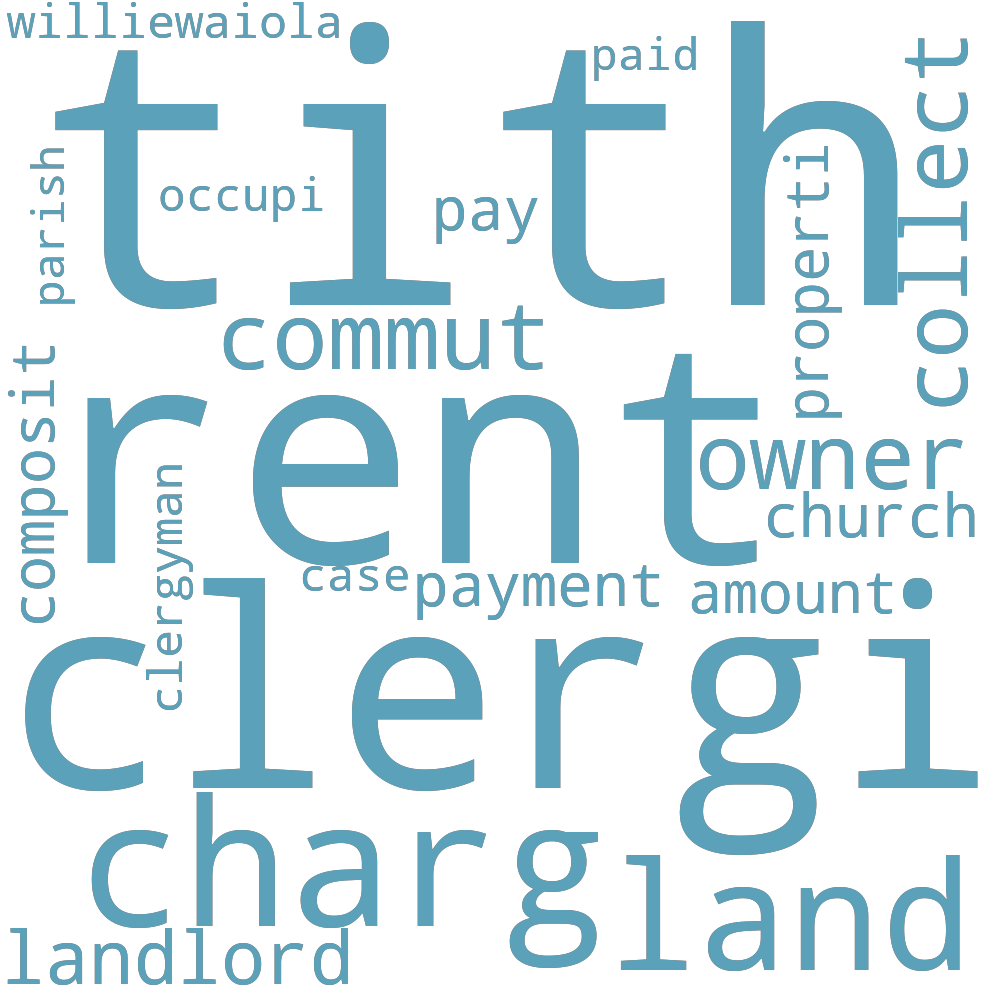 williewaiola
paid
tith
collect
parish
occupi
pay
properti
commut
composit
rent
owner
church
clergyman
case
payment
amount
clergi
charg
land
landlord